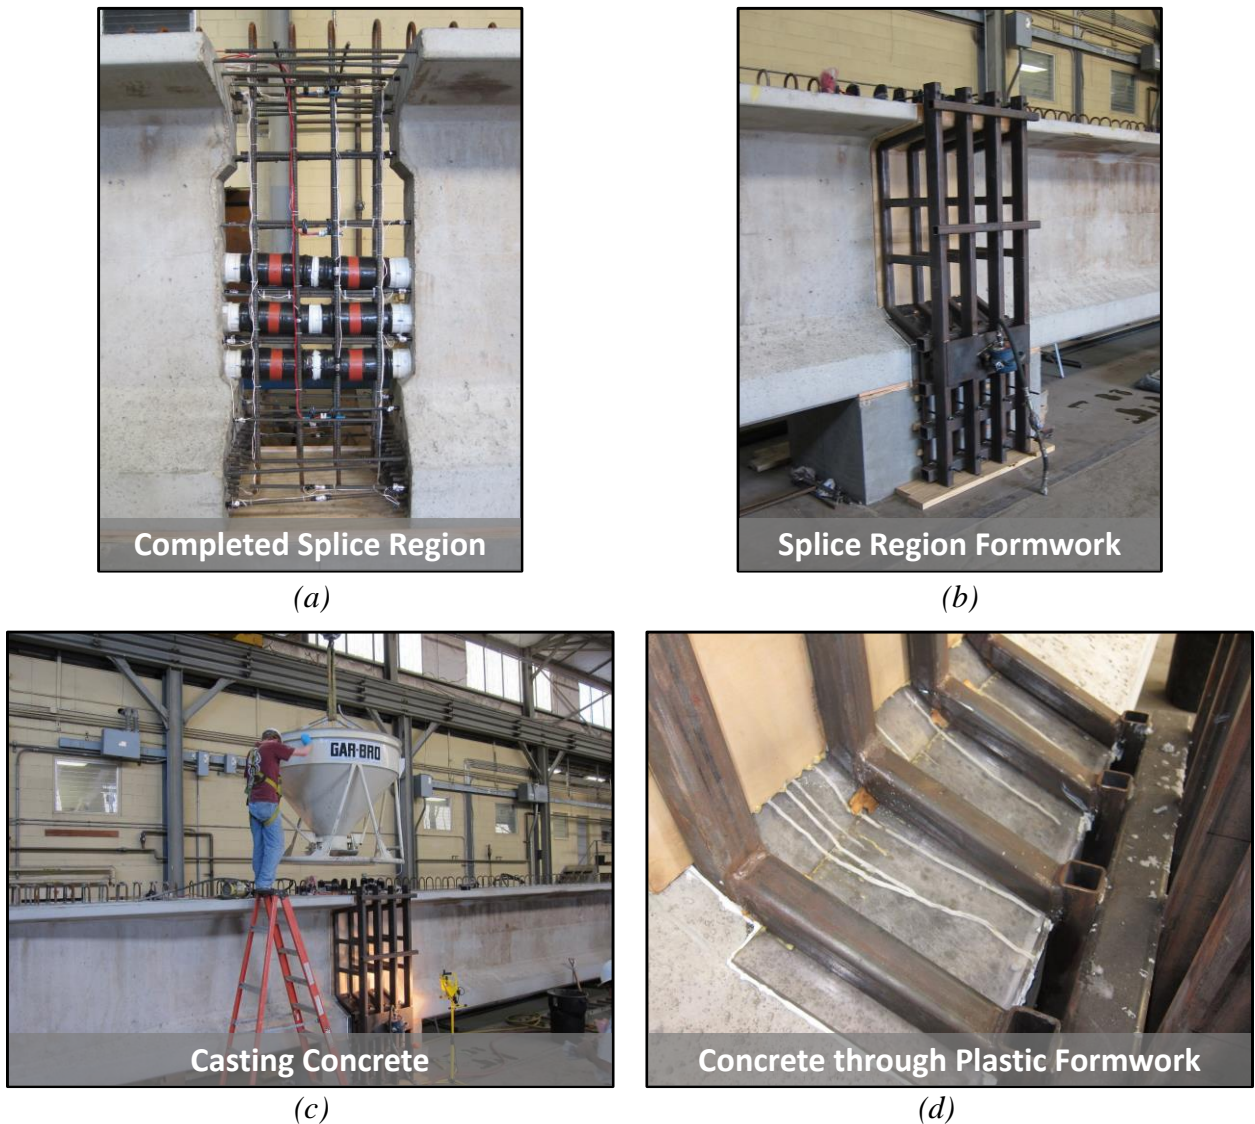 Completed Splice Region
Splice Region Formwork
(a)
(b)
GAR-BRO
Casting Concrete
Concrete through Plastic Formwork
(c)
(d)